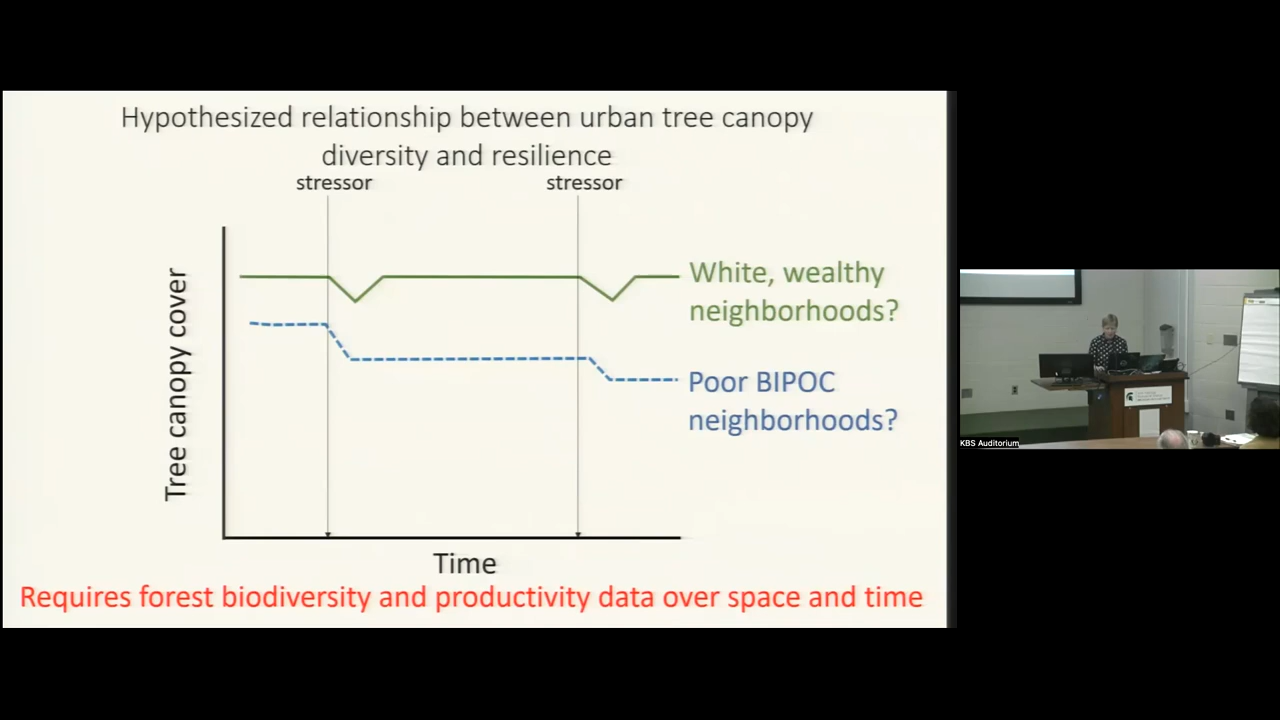 Hypothesized relationship between urban tree canopy
diversity and resilience
stressor
stressor
Tree canopy cover
White, wealthy
neighborhoods?
Poor BIPOC
neighborhoods?
Time
Requires forest biodiversity and productivity data over space and time
KBS Auditorium